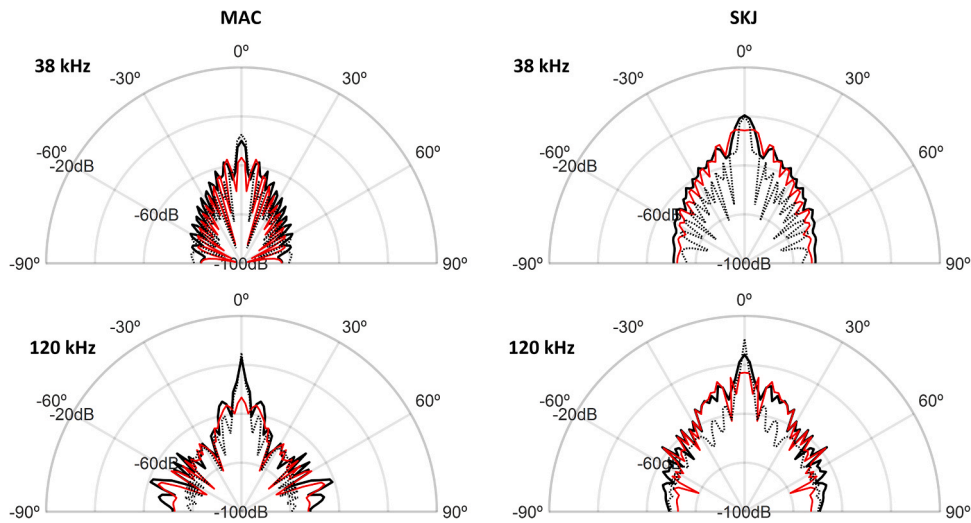 MAC SKJ
38 kHz 0º 38 kHz 0º
-30º 30º -30º 30º
-60º 60º -60º 60º
-20dB -20dB
-60dB -60dB
-90º -100dB 90º -90º -100dB 90º
120 kHz 0º 120 kHz 0º
-30º 30º -30º 30º
-60º 60º -60º 60º
-20dB -20dB
-60dB -60dB
-90º -100dB 90º -90º -100dB 90º